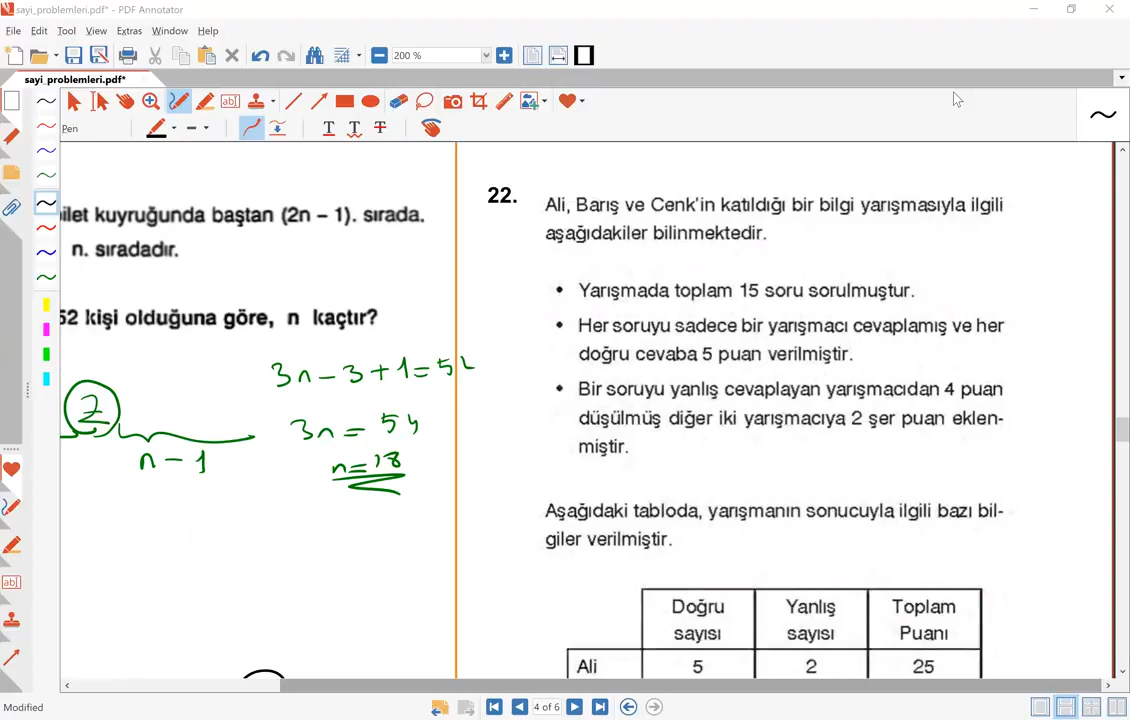 sayi_problemleri.pdf* - PDF Annotator
File Edit Tool View Extras Window Help
200 %
sayi_problemleri.pdf*
Pen
ilet kuyruğunda baştan (2n – 1). sırada,
n. sıradadır.
52 kişi olduğuna göre, n kaçtır?
3n - 3 + 1 = 52
3n = 54
n = 18
Z
n - 1
22.
Ali, Barış ve Cenk'in katıldığı bir bilgi yarışmasıyla ilgili
aşağıdakiler bilinmektedir.
• Yarışmada toplam 15 soru sorulmuştur.
• Her soruyu sadece bir yarışmacı cevaplamış ve her
doğru cevaba 5 puan verilmiştir.
• Bir soruyu yanlış cevaplayan yarışmacıdan 4 puan
düşülmüş diğer iki yarışmacıya 2 şer puan eklen-
miştir.
Aşağıdaki tabloda, yarışmanın sonucuyla ilgili bazı bil-
giler verilmiştir.
Doğru sayısı Yanlış sayısı Toplam Puanı
Ali 5 2 25
4 of 6
Modified